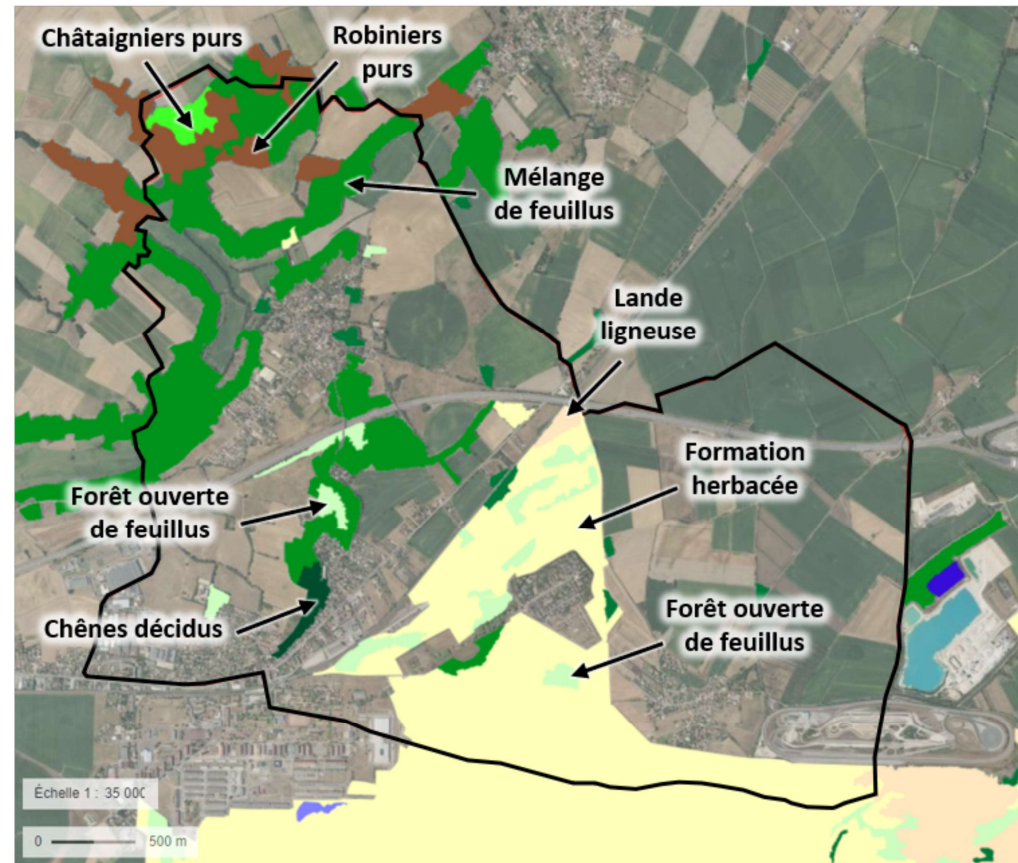 Châtaigniers purs
Robiniers
purs
Mélange
de feuillus
Lande
ligneuse
Formation
herbacée
Forêt ouverte
de feuillus
Chênes décidus
Forêt ouverte
de feuillus
Échelle 1 : 35 000
0 500 m